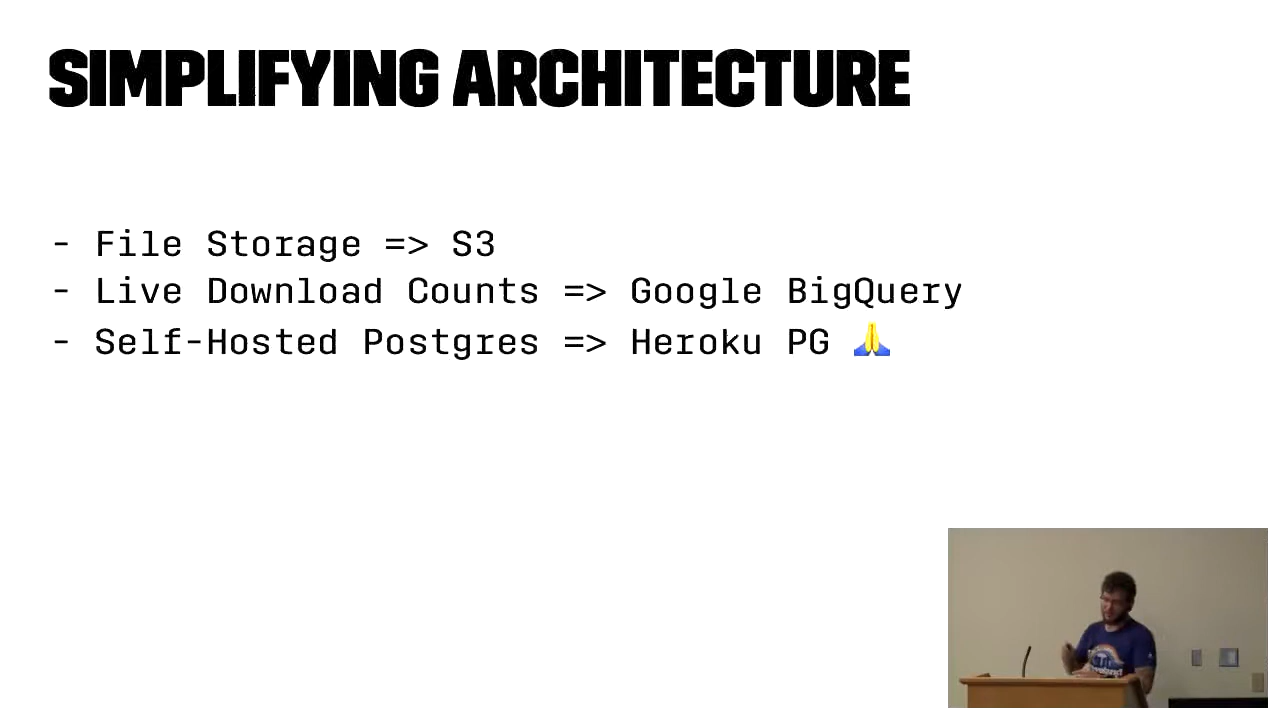 SIMPLIFYING ARCHITECTURE
- File Storage => S3
- Live Download Counts => Google BigQuery
- Self-Hosted Postgres => Heroku PG 🙏